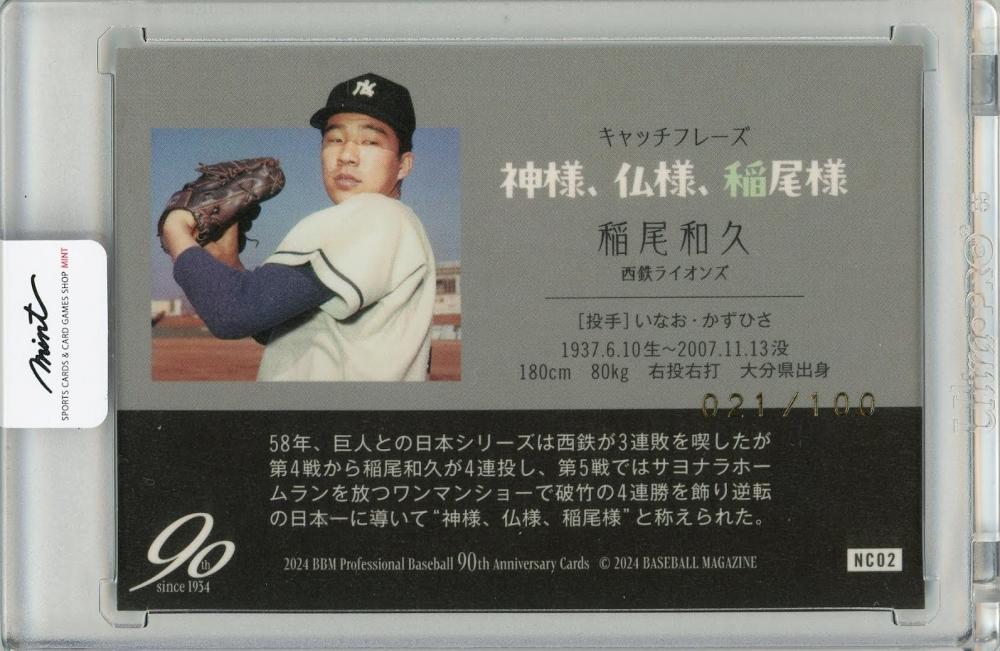 キャッチフレーズ
神様、仏様、稲尾様
稲尾和久
西鉄ライオンズ
[投手]いなお・かずひさ
1937.6.10生〜2007.11.13没
180cm 80kg 右投右打 大分県出身
021/100
58年、巨人との日本シリーズは西鉄が3連敗を喫したが
第4戦から稲尾和久が4連投し、第5戦ではサヨナラホー
ムランを放つワンマンショーで破竹の4連勝を飾り逆転
の日本一に導いて“神様、仏様、稲尾様”と称えられた。
90th
since 1934
2024 BBM Professional Baseball 90th Anniversary Cards © 2024 BASEBALL MAGAZINE
NC02
mint
SPORTS CARDS & CARD GAMES SHOP MINT